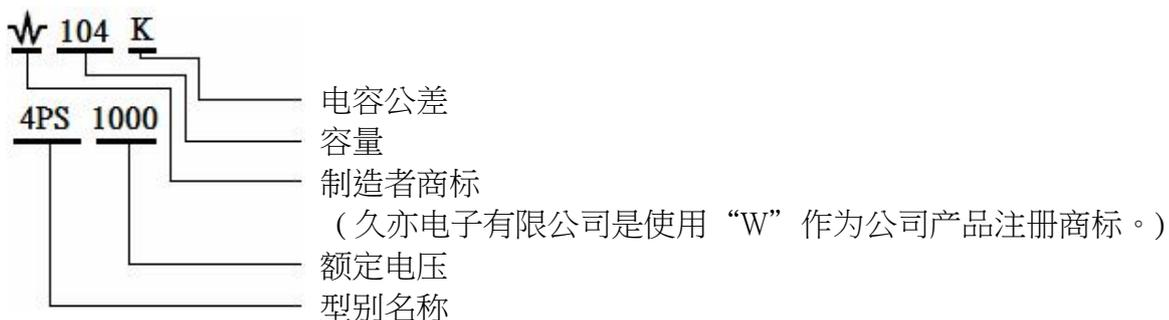 104 K
电容公差
4PS 1000
容量
制造者商标
（久亦电子有限公司是使用“W”作为公司产品注册商标。）
额定电压
型别名称